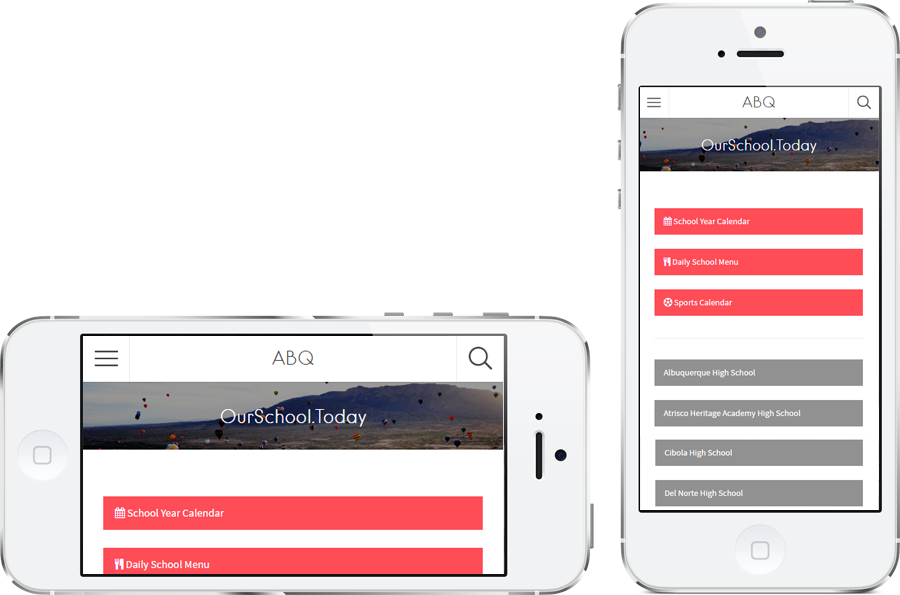 ABQ
OurSchool.Today
School Year Calendar
Daily School Menu
ABQ
OurSchool.Today
School Year Calendar
Daily School Menu
Sports Calendar
Albuquerque High School
Atrisco Heritage Academy High School
Cibola High School
Del Norte High School